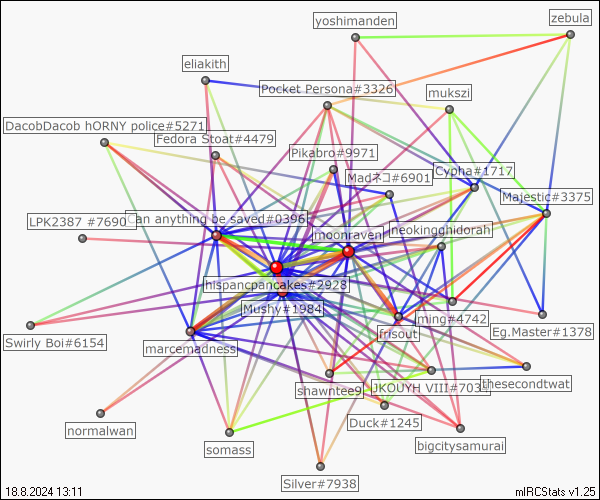 yoshimanden
zebula
eliakith
Pocket Persona#3326
mukszi
DacobDacob hORNY police#5271
Fedora Stoat#4479
Pikabro#9971
Cypha#1717
Madネコ#6901
Majestic#3375
LPK2387 #7690
Can anything be saved#0396
moonraven
neokingghidorah
hispancpancakes#2928
Mushy#1984
ming#4742
Eg.Master#1378
Swirly Boi#6154
marcemadness
frisout
shawntee9
JKOUYH VIII#7034
thesecondtwat
normalwan
somass
Duck#1245
bigcitysamurai
Silver#7938
18.8.2024 13:11
mIRCStats v1.25